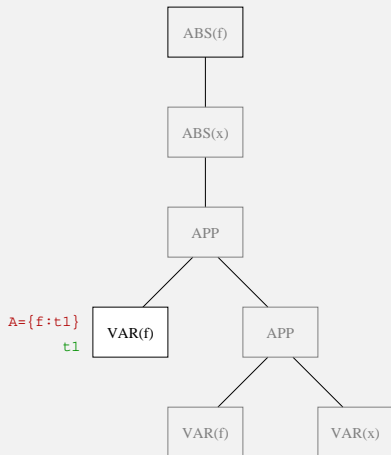 ABS(f)
ABS(x)
APP
A={f:t1}
t1
VAR(f)
APP
VAR(f)
VAR(x)